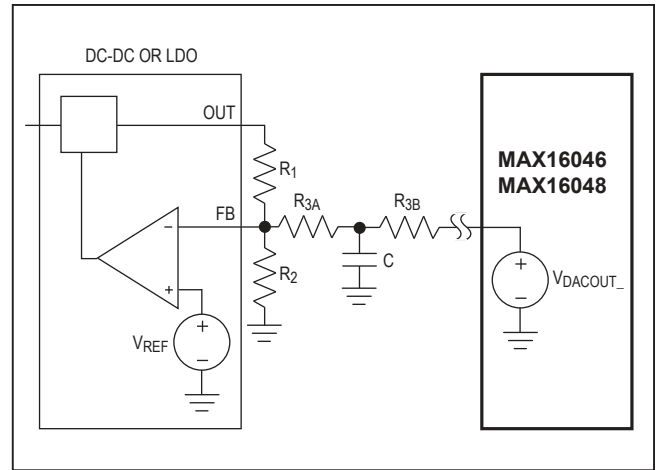 DC-DC OR LDO
OUT
R1
FB
R3A
R3B
R2
C
VREF
MAX16046
MAX16048
VDACOUT_
+
−
+
−
+
−